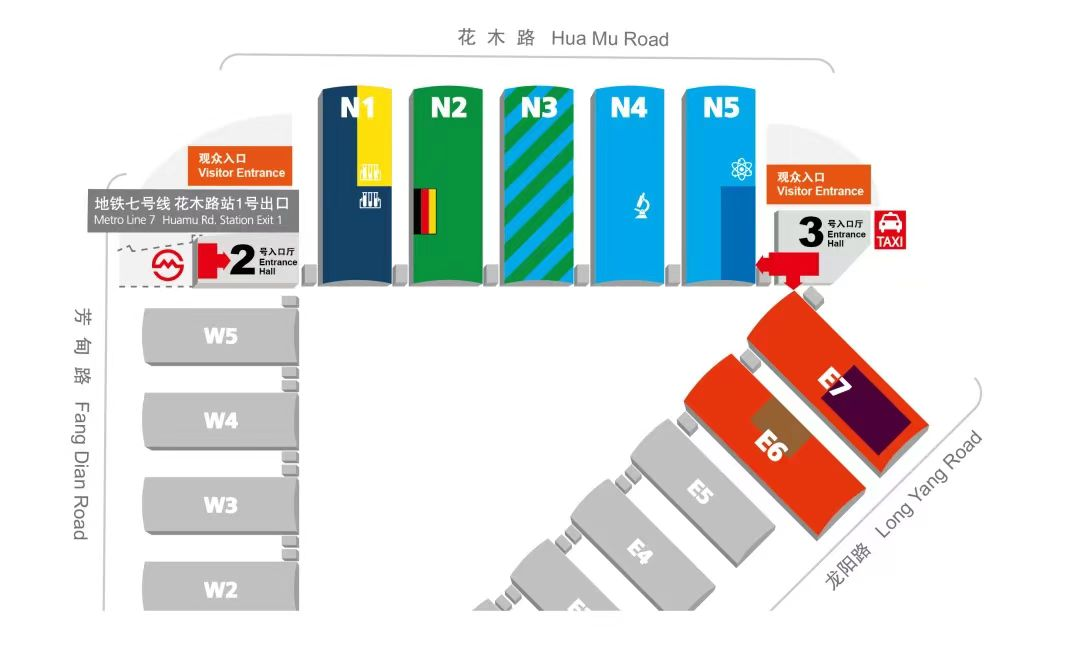 花木路 Hua Mu Road
N1
N2
N3
N4
N5
观众入口
Visitor Entrance
地铁七号线 花木路站1号出口
Metro Line 7 Huamu Rd. Station Exit 1
2 号入口厅
Entrance
Hall
观众入口
Visitor Entrance
3 号入口厅
Entrance
Hall
TAXI
芳甸路 Fang Dian Road
W5
W4
W3
W2
E7
E6
E5
E4
龙阳路 Long Yang Road